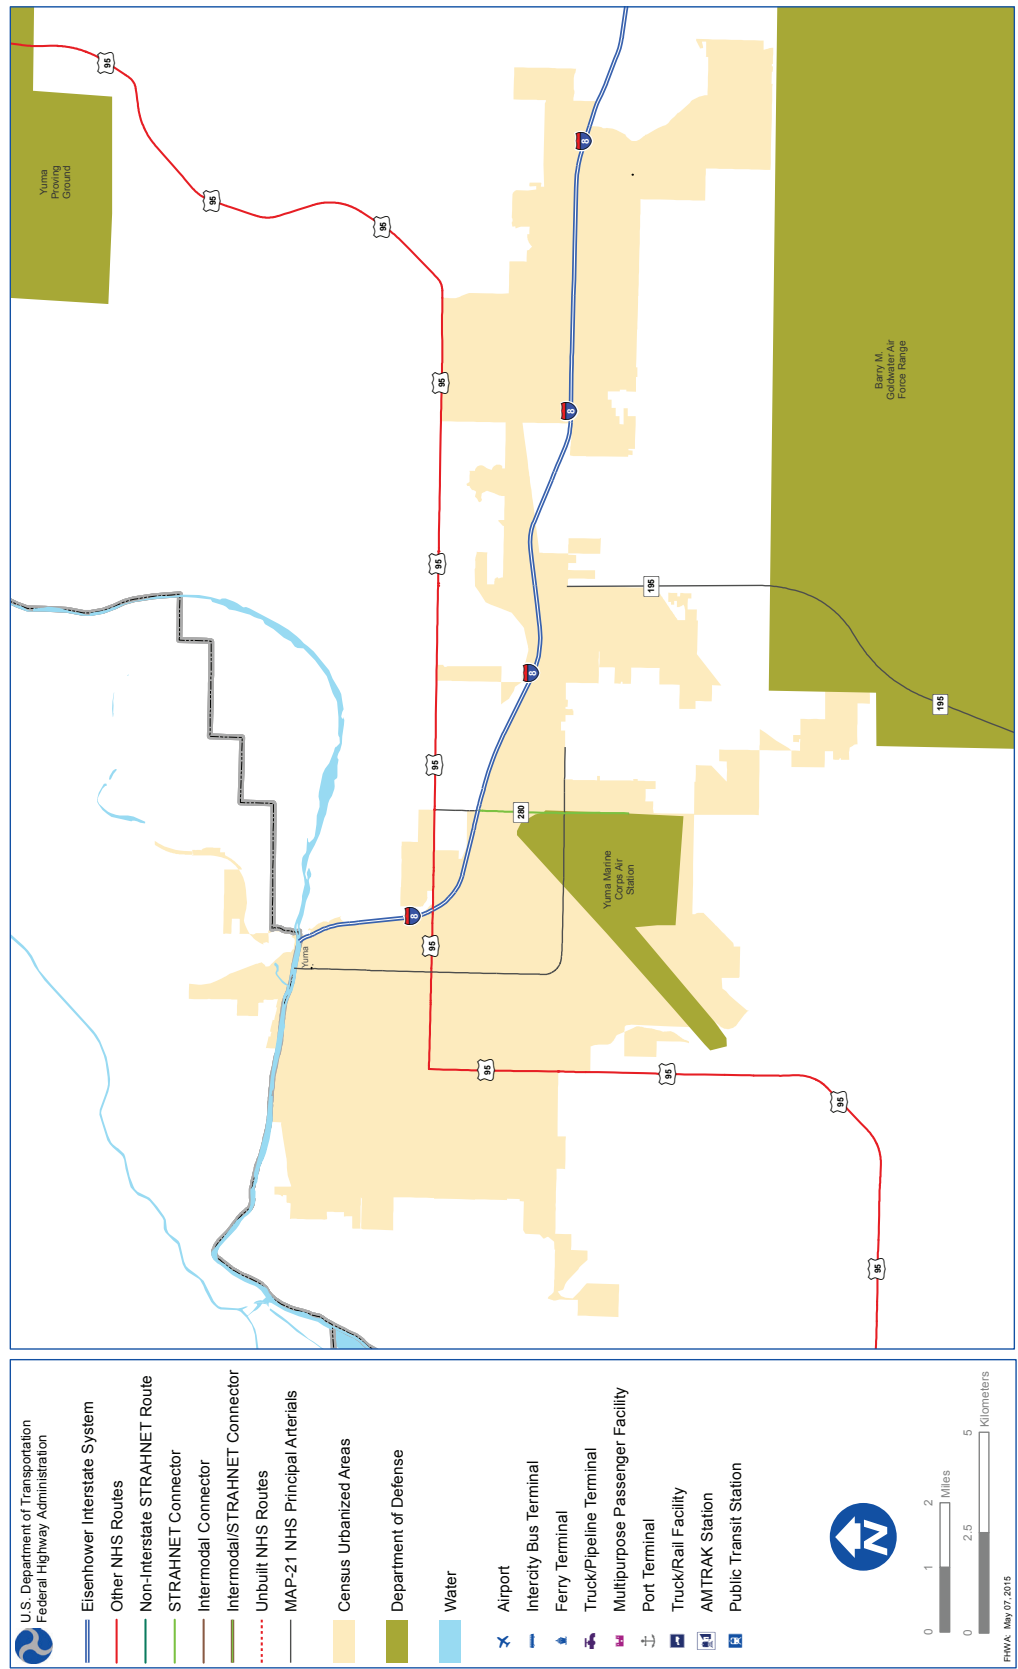 U.S. Department of Transportation
Federal Highway Administration
Eisenhower Interstate System
Other NHS Routes
Non-Interstate STRAHNET Route
STRAHNET Connector
Intermodal Connector
Intermodal/STRAHNET Connector
Unbuilt NHS Routes
MAP-21 NHS Principal Arterials
Census Urbanized Areas
Department of Defense
Water
Airport
Intercity Bus Terminal
Ferry Terminal
Truck/Pipeline Terminal
Multipurpose Passenger Facility
Port Terminal
Truck/Rail Facility
AMTRAK Station
Public Transit Station
N
0
1
2
Miles
0
2.5
5
Kilometers
FHWA: May 07, 2015
Yuma
Proving
Ground
95
95
95
95
95
95
95
95
95
95
95
8
8
8
8
280
195
195
Yuma
Yuma Marine
Corps Air
Station
Barry M.
Goldwater Air
Force Range